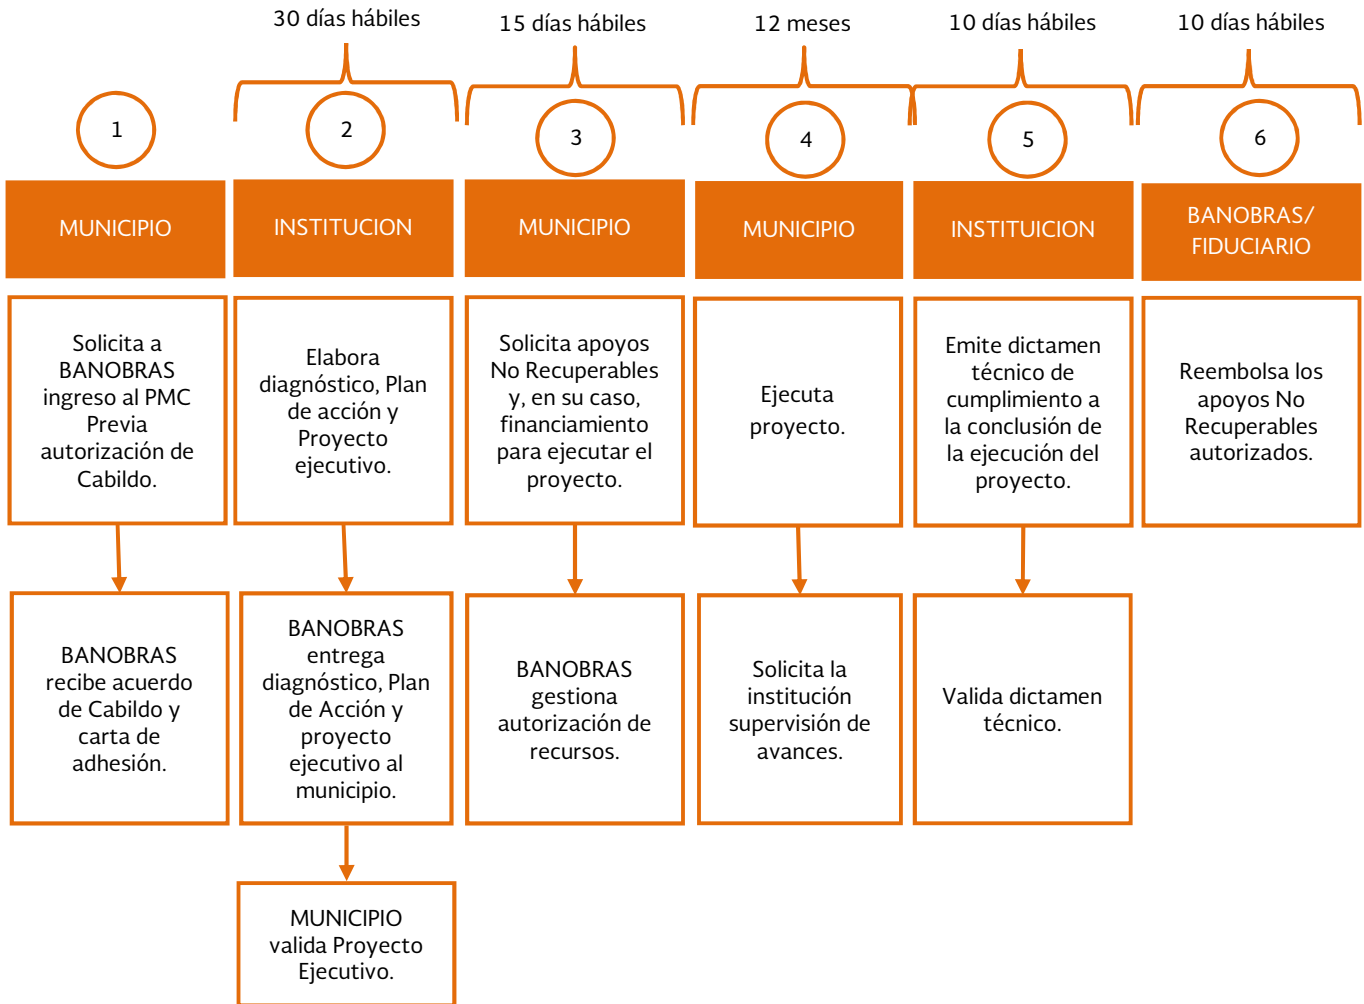 30 días hábiles
15 días hábiles
12 meses
10 días hábiles
10 días hábiles
1
2
3
4
5
6
MUNICIPIO
INSTITUCION
MUNICIPIO
MUNICIPIO
INSTITUICION
BANOBRAS/
FIDUCIARIO
Solicita a
BANOBRAS
ingreso al PMC
Previa
autorización de
Cabildo.
Elabora
diagnóstico, Plan
de acción y
Proyecto
ejecutivo.
Solicita apoyos
No Recuperables
y, en su caso,
financiamiento
para ejecutar el
proyecto.
Ejecuta
proyecto.
Emite dictamen
técnico de
cumplimiento a
la conclusión de
la ejecución del
proyecto.
Reembolsa los
apoyos No
Recuperables
autorizados.
BANOBRAS
recibe acuerdo
de Cabildo y
carta de
adhesión.
BANOBRAS
entrega
diagnóstico, Plan
de Acción y
proyecto
ejecutivo al
municipio.
BANOBRAS
gestiona
autorización de
recursos.
Solicita la
institución
supervisión de
avances.
Valida dictamen
técnico.
MUNICIPIO
valida Proyecto
Ejecutivo.